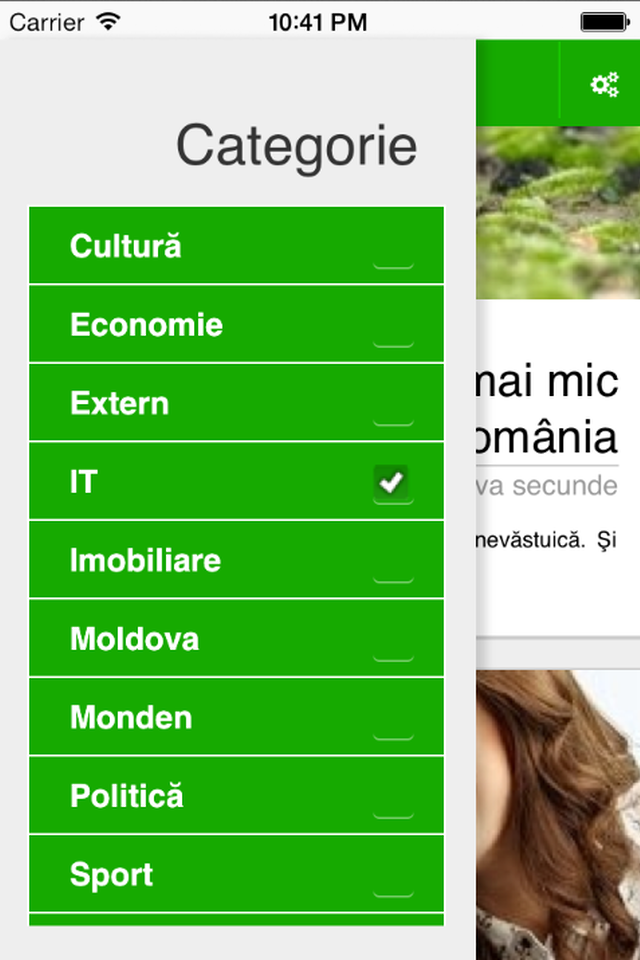 Carrier 10:41 PM
Categorie
Cultură
Economie
Extern
IT
Imobiliare
Moldova
Monden
Politică
Sport
mai mic
omânia
va secunde
nevăstuică. Şi